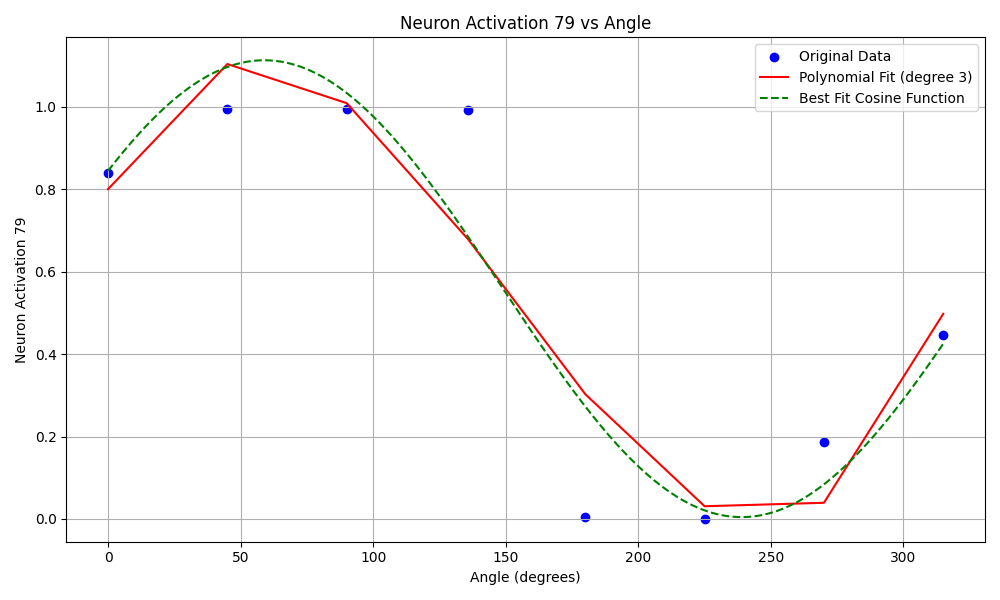 Neuron Activation 79 vs Angle
Original Data
Polynomial Fit (degree 3)
Best Fit Cosine Function
Neuron Activation 79
1.0
0.8
0.6
0.4
0.2
0.0
0 50 100 150 200 250 300
Angle (degrees)